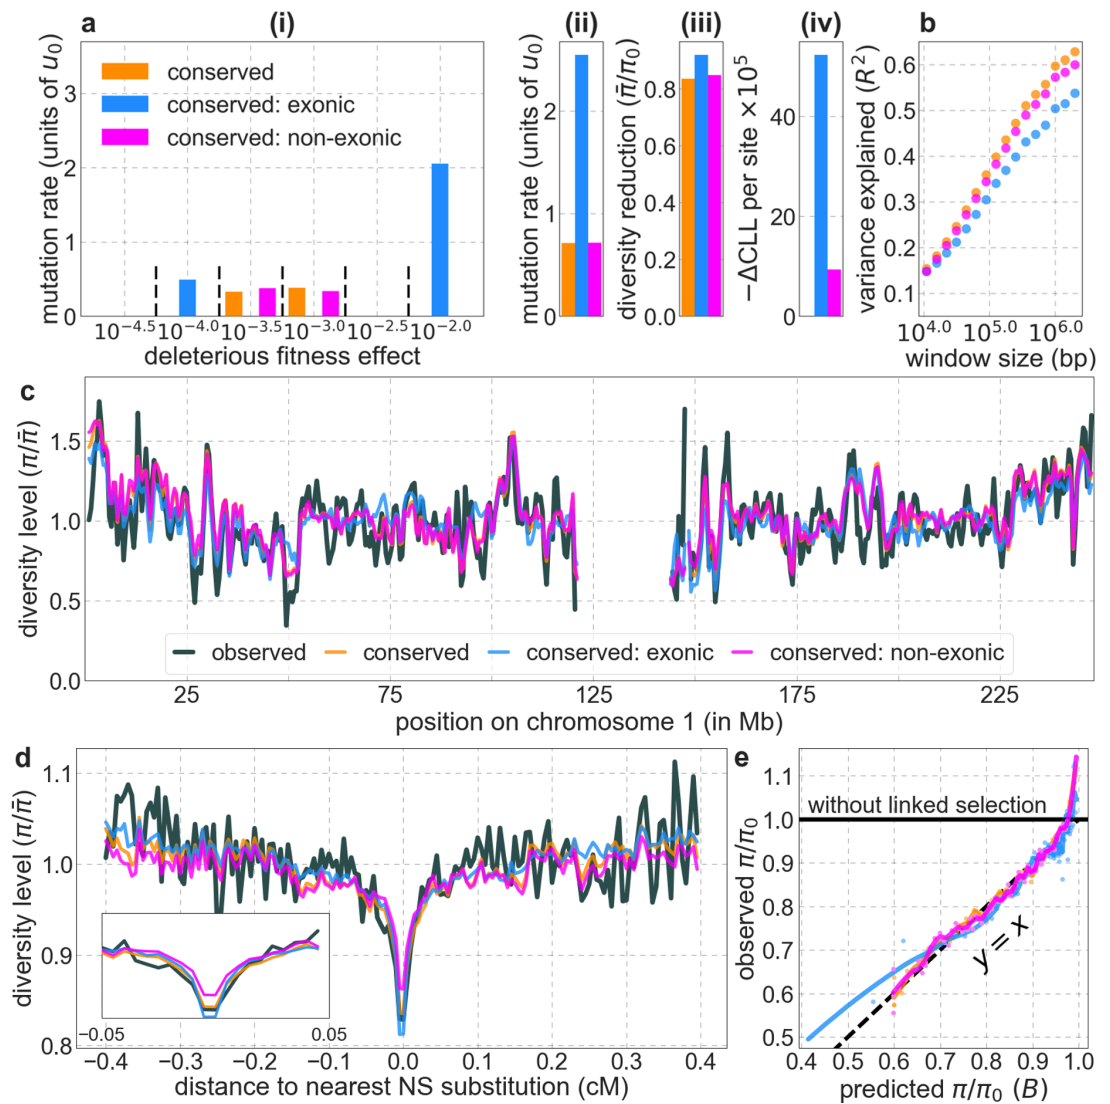 a
(i)
(ii)
(iii)
(iv)
b
mutation rate (units of u₀)
3
2
1
0
conserved
conserved: exonic
conserved: non-exonic
10⁻⁴·⁵ 10⁻⁴·⁰ 10⁻³·⁵ 10⁻³·⁰ 10⁻²·⁵ 10⁻²·⁰
deleterious fitness effect
mutation rate (units of u₀)
2
1
0
diversity reduction (π̄/π₀)
0.8
0.6
0.4
0.2
0.0
−ΔCLL per site ×10⁵
40
20
0
variance explained (R²)
0.6
0.5
0.4
0.3
0.2
0.1
10⁴·⁰ 10⁵·⁰ 10⁶·⁰
window size (bp)
c
diversity level (π/π̄)
1.5
1.0
0.5
0.0
observed conserved conserved: exonic conserved: non-exonic
25 75 125 175 225
position on chromosome 1 (in Mb)
d
diversity level (π/π̄)
1.1
1.0
0.9
0.8
−0.05 0.05
−0.4 −0.3 −0.2 −0.1 0.0 0.1 0.2 0.3 0.4
distance to nearest NS substitution (cM)
e
observed π/π₀
1.1
1.0
0.9
0.8
0.7
0.6
0.5
without linked selection
y = x
0.4 0.5 0.6 0.7 0.8 0.9 1.0
predicted π/π₀ (B)